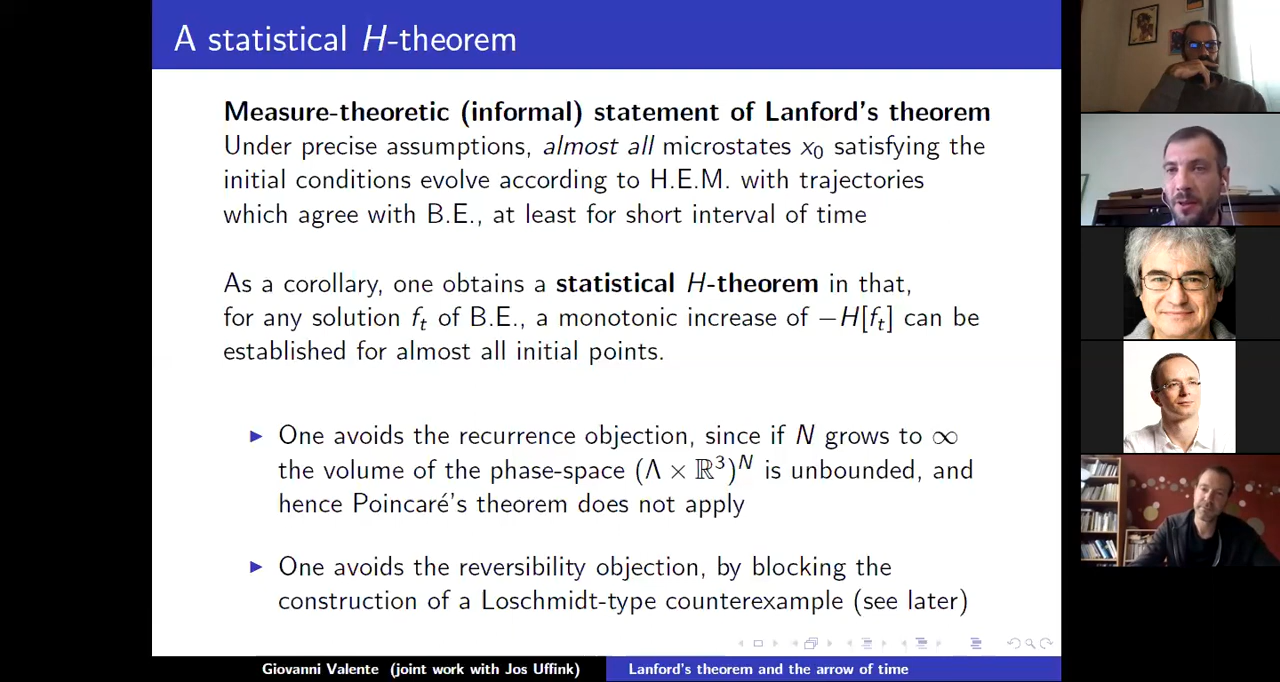 A statistical H-theorem
Measure-theoretic (informal) statement of Lanford's theorem
Under precise assumptions, almost all microstates x₀ satisfying the
initial conditions evolve according to H.E.M. with trajectories
which agree with B.E., at least for short interval of time
As a corollary, one obtains a statistical H-theorem in that,
for any solution fₜ of B.E., a monotonic increase of −H[fₜ] can be
established for almost all initial points.
▶ One avoids the recurrence objection, since if N grows to ∞
the volume of the phase-space (Λ × ℝ³)ᴺ is unbounded, and
hence Poincaré's theorem does not apply
▶ One avoids the reversibility objection, by blocking the
construction of a Loschmidt-type counterexample (see later)
Giovanni Valente (joint work with Jos Uffink) Lanford's theorem and the arrow of time